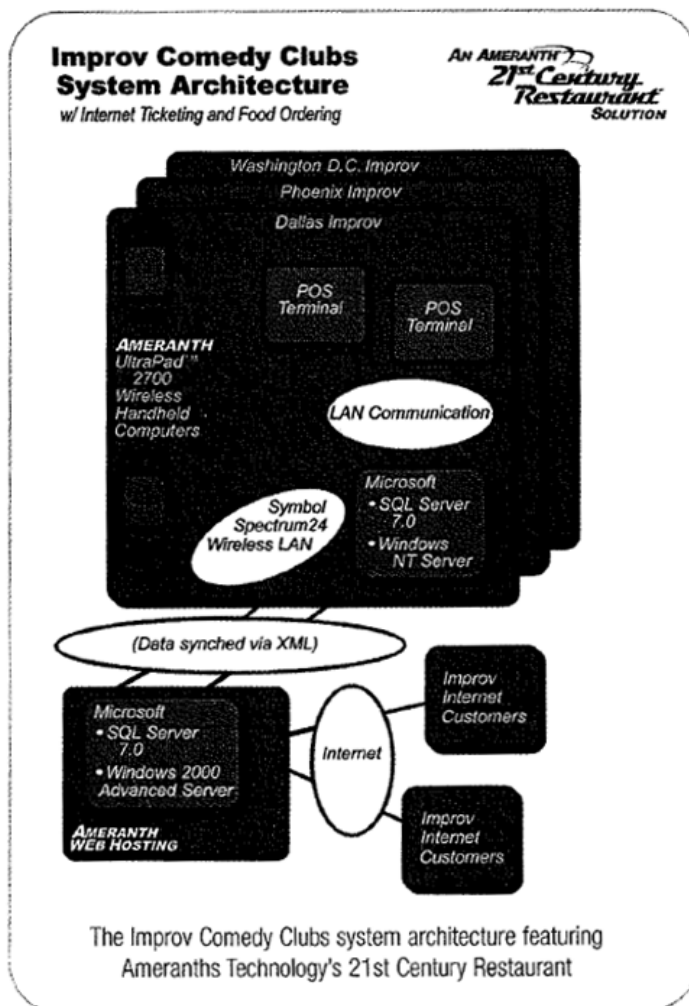 Improv Comedy Clubs
System Architecture
w/ Internet Ticketing and Food Ordering
AN AMERANTH
21st Century
Restaurant
SOLUTION
Washington D.C. Improv
Phoenix Improv
Dallas Improv
POS
Terminal
POS
Terminal
AMERANTH
UltraPad™
2700
Wireless
Handheld
Computers
LAN Communication
Symbol
Spectrum24
Wireless LAN
Microsoft
• SQL Server
7.0
• Windows
NT Server
(Data synched via XML)
Microsoft
• SQL Server
7.0
• Windows 2000
Advanced Server
AMERANTH
WEB HOSTING
Internet
Improv
Internet
Customers
Improv
Internet
Customers
The Improv Comedy Clubs system architecture featuring
Ameranths Technology's 21st Century Restaurant